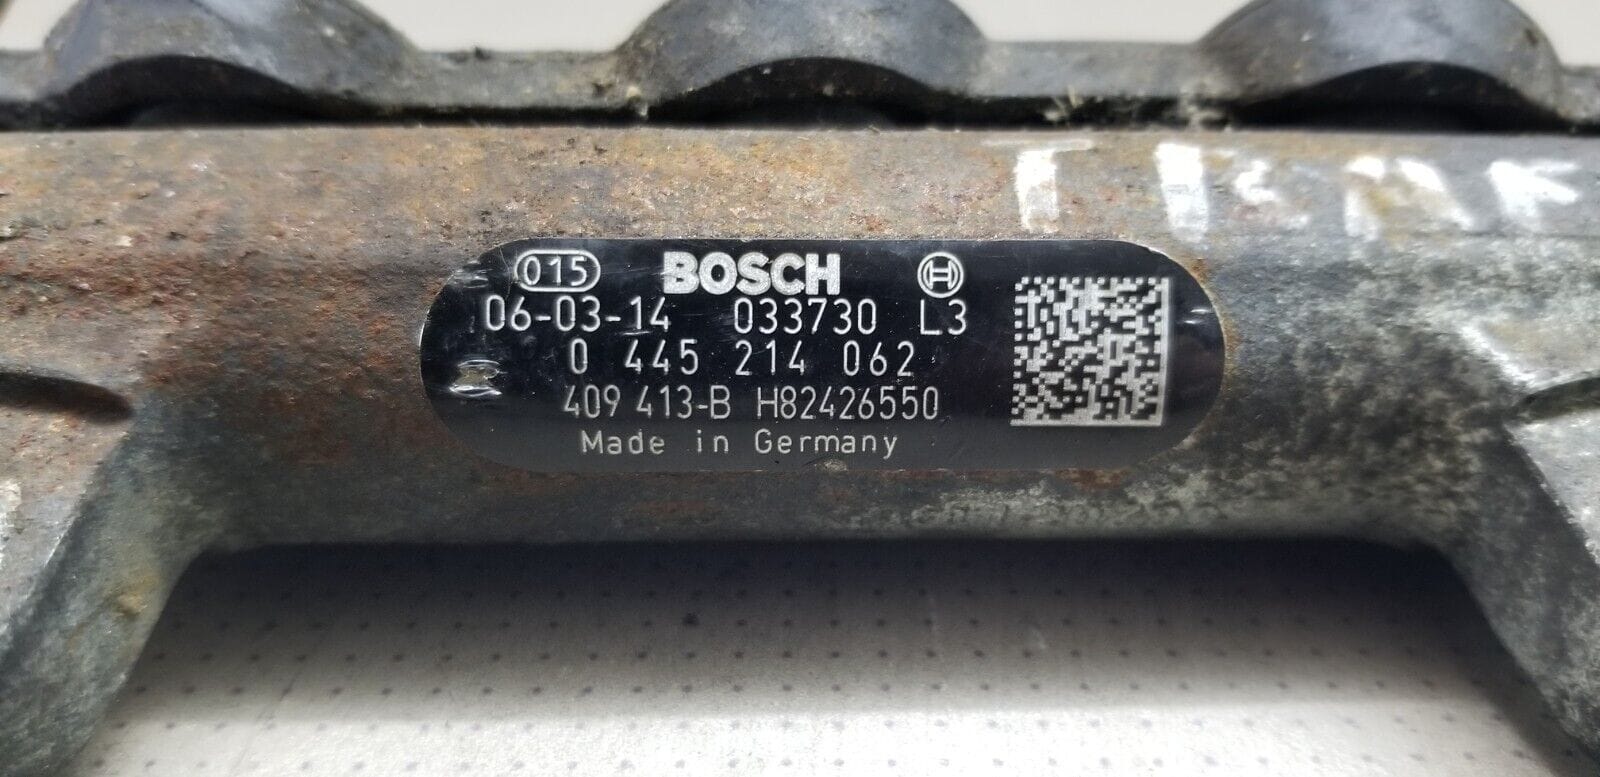 015 BOSCH
06-03-14 033730 L3
0 445 214 062
409 413-B H82426550
Made in Germany